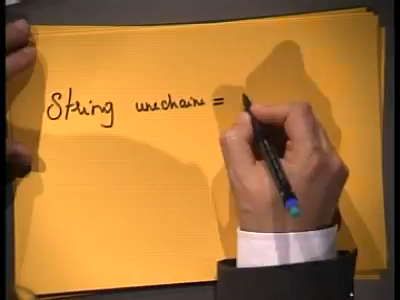 String unechaine =